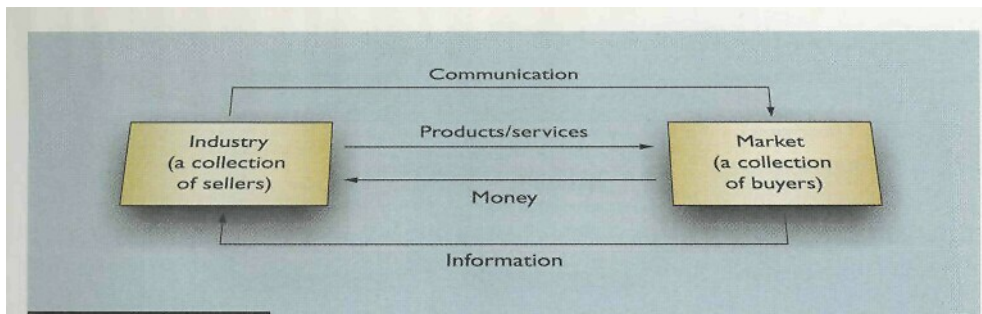 Communication
Industry
(a collection
of sellers)
Products/services
Market
(a collection
of buyers)
Money
Information